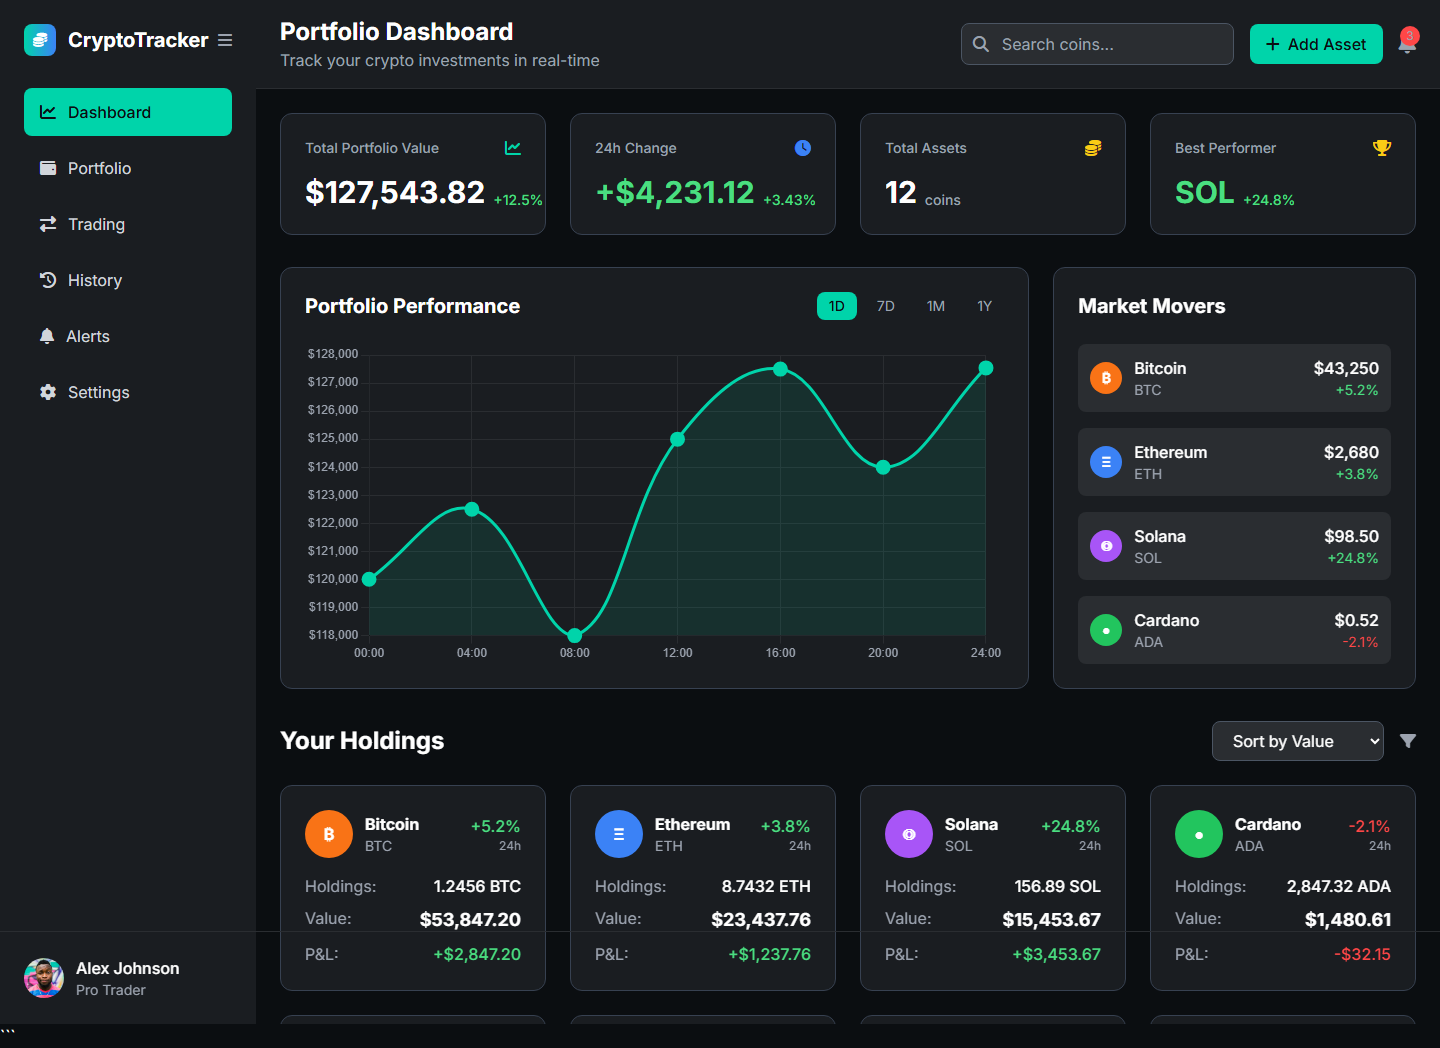 CryptoTracker
Dashboard
Portfolio
Trading
History
Alerts
Settings
Alex Johnson
Pro Trader
Portfolio Dashboard
Track your crypto investments in real-time
Search coins...
+ Add Asset
3
Total Portfolio Value
$127,543.82 +12.5%
24h Change
+$4,231.12 +3.43%
Total Assets
12 coins
Best Performer
SOL +24.8%
Portfolio Performance
1D 7D 1M 1Y
$128,000
$127,000
$126,000
$125,000
$124,000
$123,000
$122,000
$121,000
$120,000
$119,000
$118,000
00:00 04:00 08:00 12:00 16:00 20:00 24:00
Market Movers
Bitcoin $43,250
BTC +5.2%
Ethereum $2,680
ETH +3.8%
Solana $98.50
SOL +24.8%
Cardano $0.52
ADA -2.1%
Your Holdings
Sort by Value
Bitcoin +5.2%
BTC 24h
Holdings: 1.2456 BTC
Value: $53,847.20
P&L: +$2,847.20
Ethereum +3.8%
ETH 24h
Holdings: 8.7432 ETH
Value: $23,437.76
P&L: +$1,237.76
Solana +24.8%
SOL 24h
Holdings: 156.89 SOL
Value: $15,453.67
P&L: +$3,453.67
Cardano -2.1%
ADA 24h
Holdings: 2,847.32 ADA
Value: $1,480.61
P&L: -$32.15
```